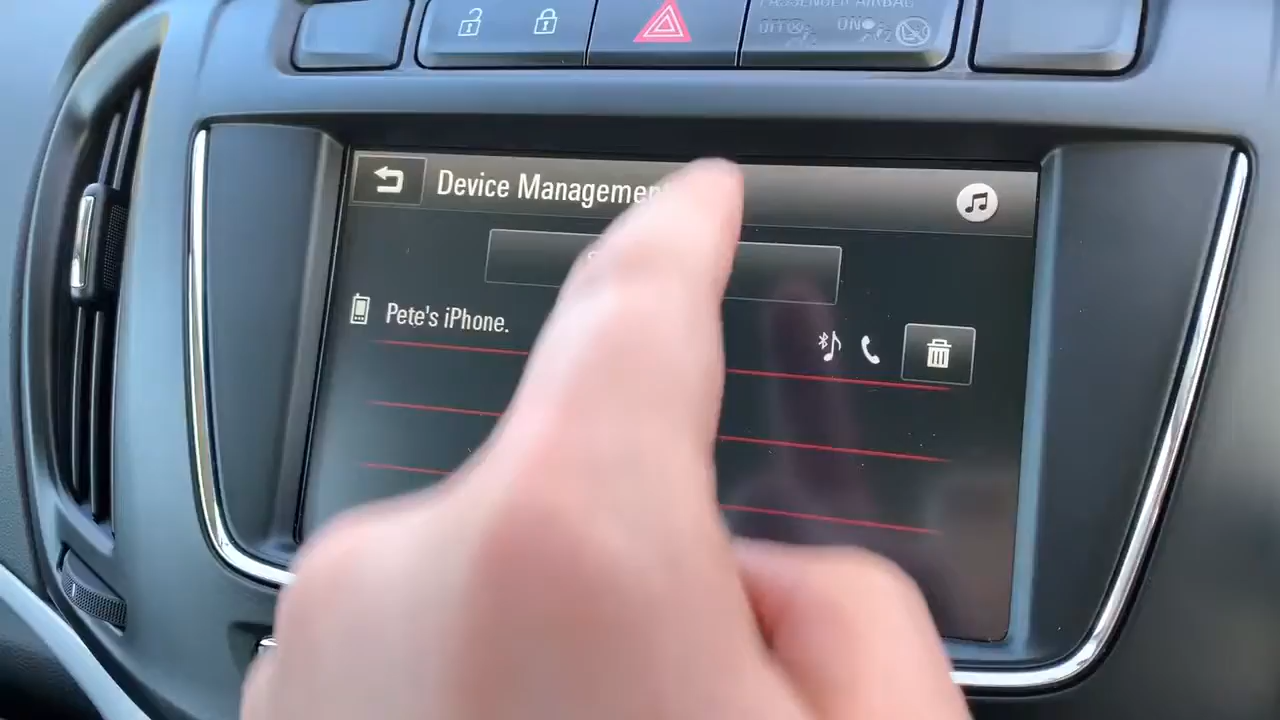 PASSENGER AIRBAG
OFF ON
Device Managemen
Pete's iPhone.